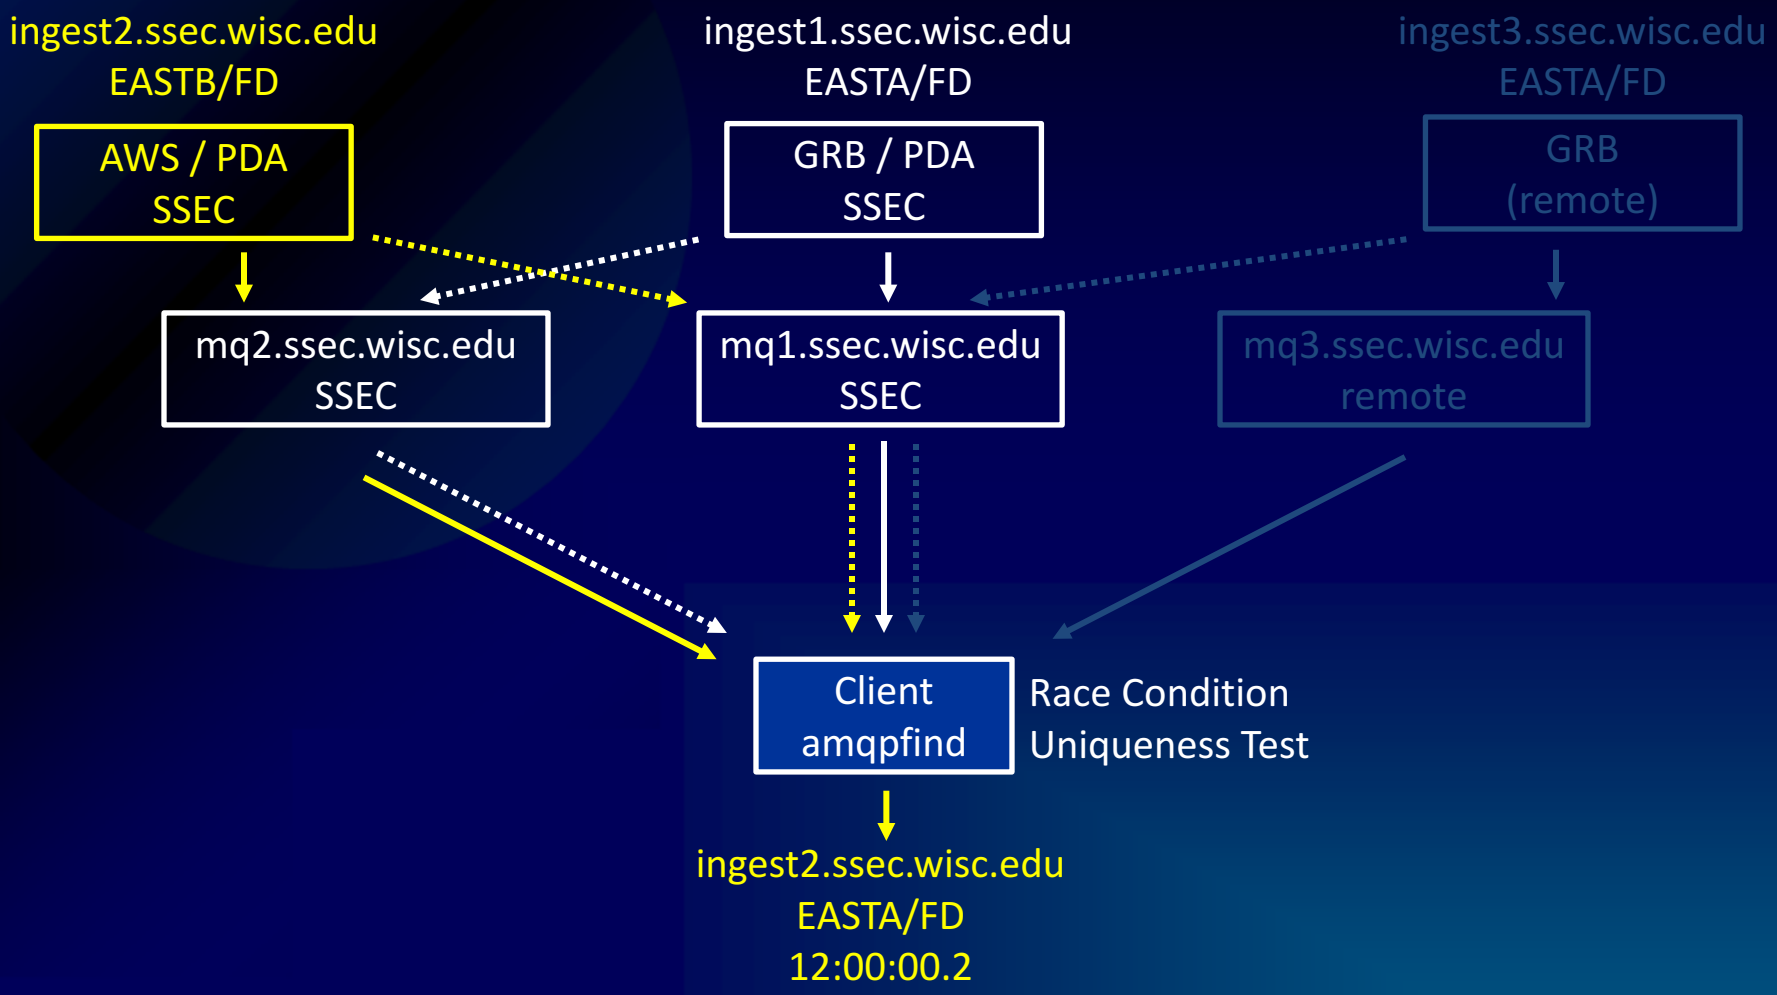 ingest2.ssec.wisc.edu
EASTB/FD
AWS / PDA
SSEC
ingest1.ssec.wisc.edu
EASTA/FD
GRB / PDA
SSEC
ingest3.ssec.wisc.edu
EASTA/FD
GRB
(remote)
mq2.ssec.wisc.edu
SSEC
mq1.ssec.wisc.edu
SSEC
mq3.ssec.wisc.edu
remote
Client
amqpfind
Race Condition
Uniqueness Test
ingest2.ssec.wisc.edu
EASTA/FD
12:00:00.2